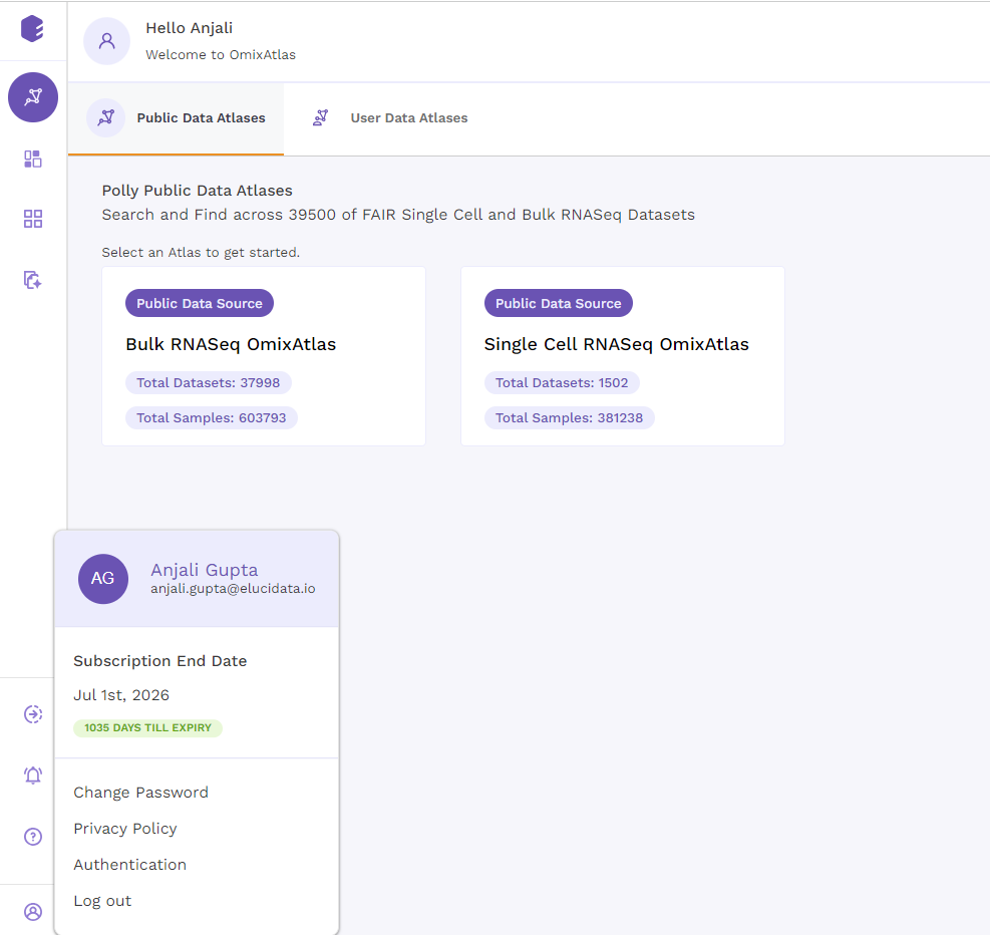 Hello Anjali
Welcome to OmixAtlas
Public Data Atlases
User Data Atlases
Polly Public Data Atlases
Search and Find across 39500 of FAIR Single Cell and Bulk RNASeq Datasets
Select an Atlas to get started.
Public Data Source
Bulk RNASeq OmixAtlas
Total Datasets: 37998
Total Samples: 603793
Public Data Source
Single Cell RNASeq OmixAtlas
Total Datasets: 1502
Total Samples: 381238
AG
Anjali Gupta
anjali.gupta@elucidata.io
Subscription End Date
Jul 1st, 2026
1035 DAYS TILL EXPIRY
Change Password
Privacy Policy
Authentication
Log out